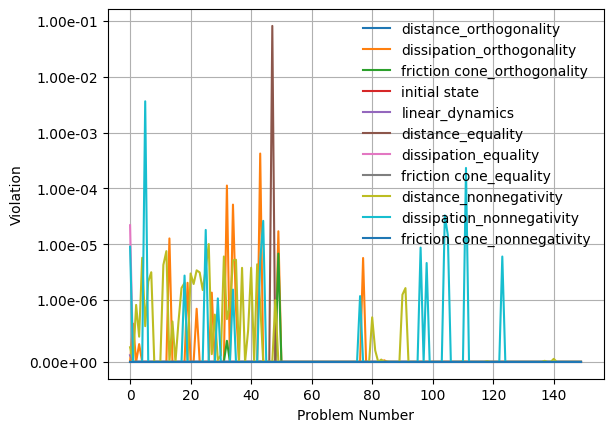 1.00e-01
1.00e-02
1.00e-03
1.00e-04
1.00e-05
1.00e-06
0.00e+00
Violation
distance_orthogonality
dissipation_orthogonality
friction cone_orthogonality
initial state
linear_dynamics
distance_equality
dissipation_equality
friction cone_equality
distance_nonnegativity
dissipation_nonnegativity
friction cone_nonnegativity
0 20 40 60 80 100 120 140
Problem Number